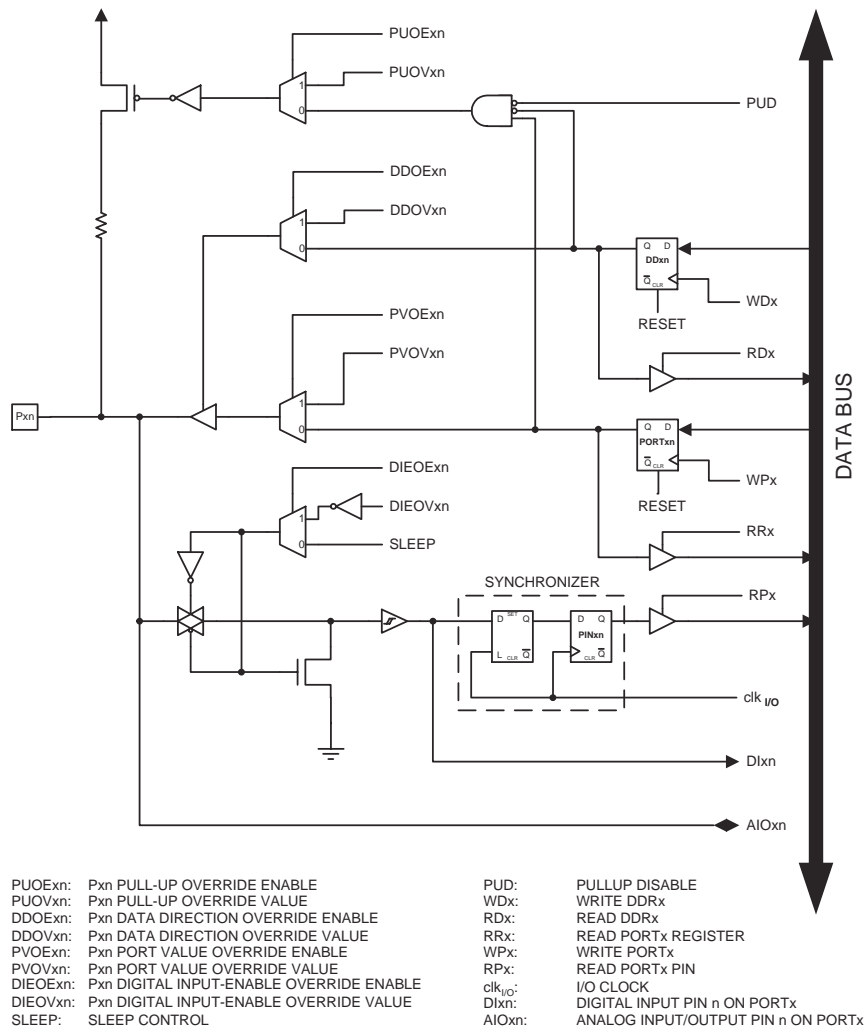 PUOExn
PUOVxn
1
0
PUD
DDOExn
DDOVxn
1
0
Q D
DDxn
Q CLR
WDx
RESET
RDx
PVOExn
PVOVxn
1
0
Pxn
Q D
PORTxn
Q CLR
WPx
RESET
RRx
DATA BUS
DIEOExn
DIEOVxn
1
0
SLEEP
SYNCHRONIZER
RPx
D SET Q
L CLR Q
D Q
PINxn
CLR Q
clk I/O
DIxn
AIOxn
PUOExn: Pxn PULL-UP OVERRIDE ENABLE
PUOVxn: Pxn PULL-UP OVERRIDE VALUE
DDOExn: Pxn DATA DIRECTION OVERRIDE ENABLE
DDOVxn: Pxn DATA DIRECTION OVERRIDE VALUE
PVOExn: Pxn PORT VALUE OVERRIDE ENABLE
PVOVxn: Pxn PORT VALUE OVERRIDE VALUE
DIEOExn: Pxn DIGITAL INPUT-ENABLE OVERRIDE ENABLE
DIEOVxn: Pxn DIGITAL INPUT-ENABLE OVERRIDE VALUE
SLEEP: SLEEP CONTROL
PUD: PULLUP DISABLE
WDx: WRITE DDRx
RDx: READ DDRx
RRx: READ PORTx REGISTER
WPx: WRITE PORTx
RPx: READ PORTx PIN
clk I/O: I/O CLOCK
DIxn: DIGITAL INPUT PIN n ON PORTx
AIOxn: ANALOG INPUT/OUTPUT PIN n ON PORTx